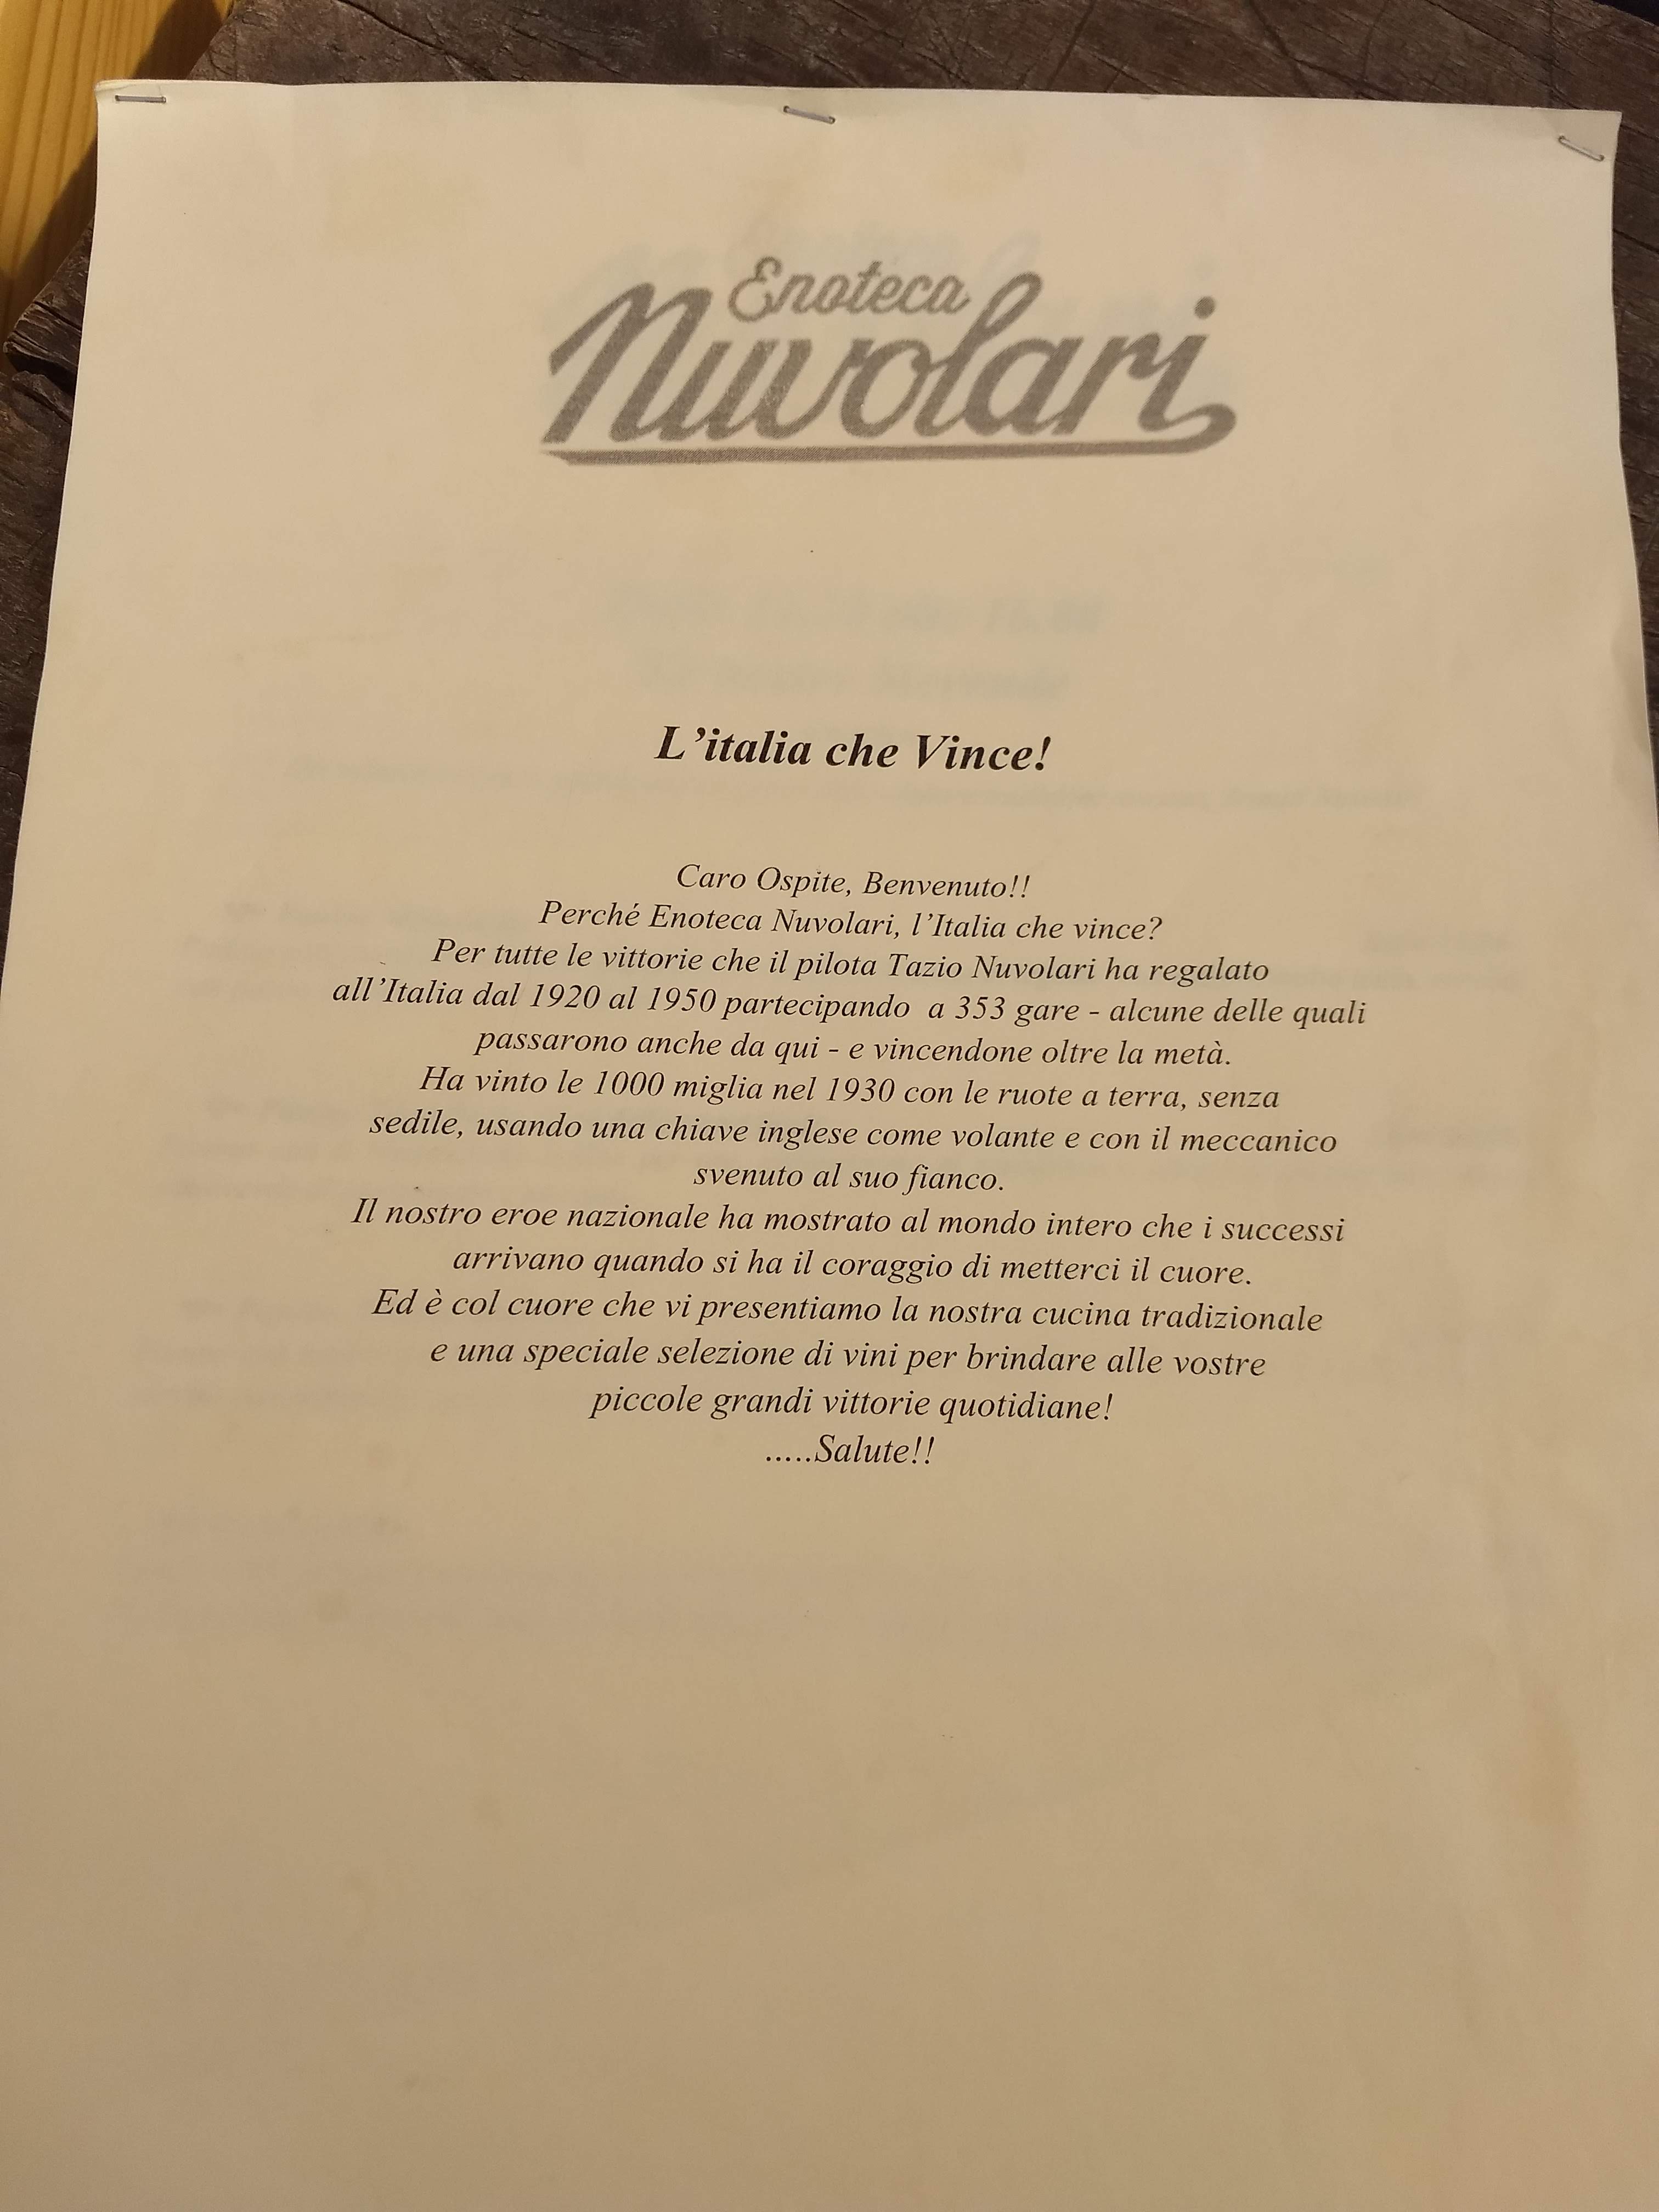 Enoteca
Nuvolari
L’italia che Vince!
Caro Ospite, Benvenuto!!
Perché Enoteca Nuvolari, l’Italia che vince?
Per tutte le vittorie che il pilota Tazio Nuvolari ha regalato
all’Italia dal 1920 al 1950 partecipando  a 353 gare - alcune delle quali
passarono anche da qui - e vincendone oltre la metà.
Ha vinto le 1000 miglia nel 1930 con le ruote a terra, senza
sedile, usando una chiave inglese come volante e con il meccanico
svenuto al suo fianco.
Il nostro eroe nazionale ha mostrato al mondo intero che i successi
arrivano quando si ha il coraggio di metterci il cuore.
Ed è col cuore che vi presentiamo la nostra cucina tradizionale
e una speciale selezione di vini per brindare alle vostre
piccole grandi vittorie quotidiane!
.....Salute!!